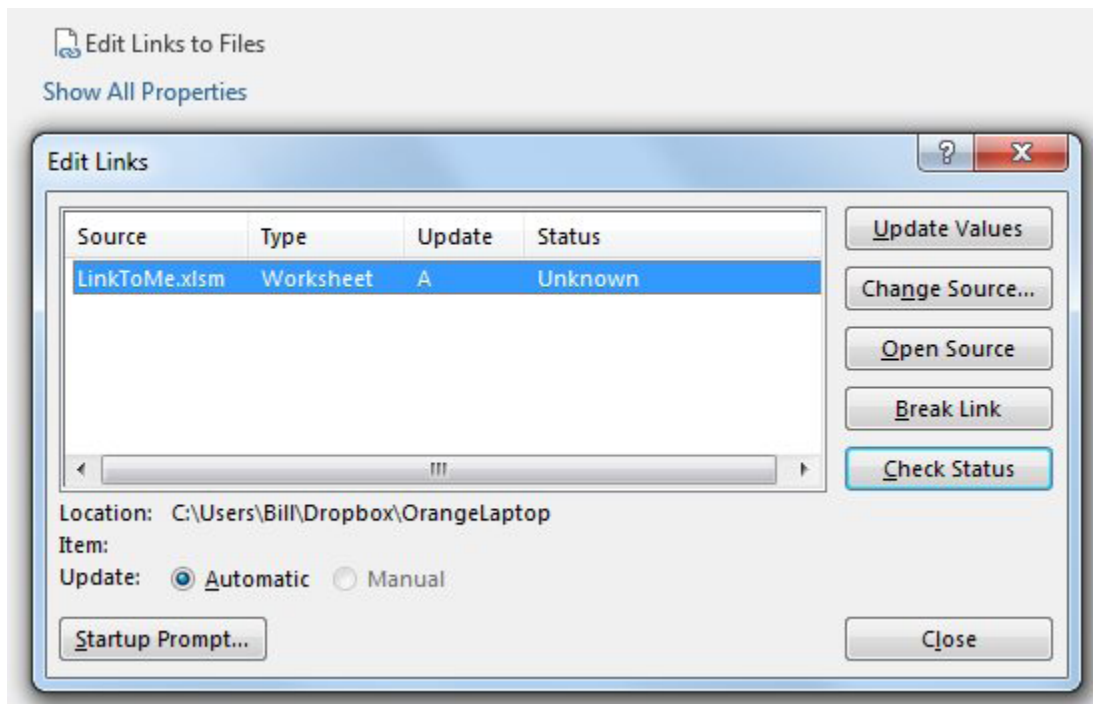 Edit Links to Files
Show All Properties
Edit Links
Source Type Update Status
LinkToMe.xlsm Worksheet A Unknown
Update Values
Change Source...
Open Source
Break Link
Check Status
Location: C:\Users\Bill\Dropbox\OrangeLaptop
Item:
Update: Automatic Manual
Startup Prompt... Close